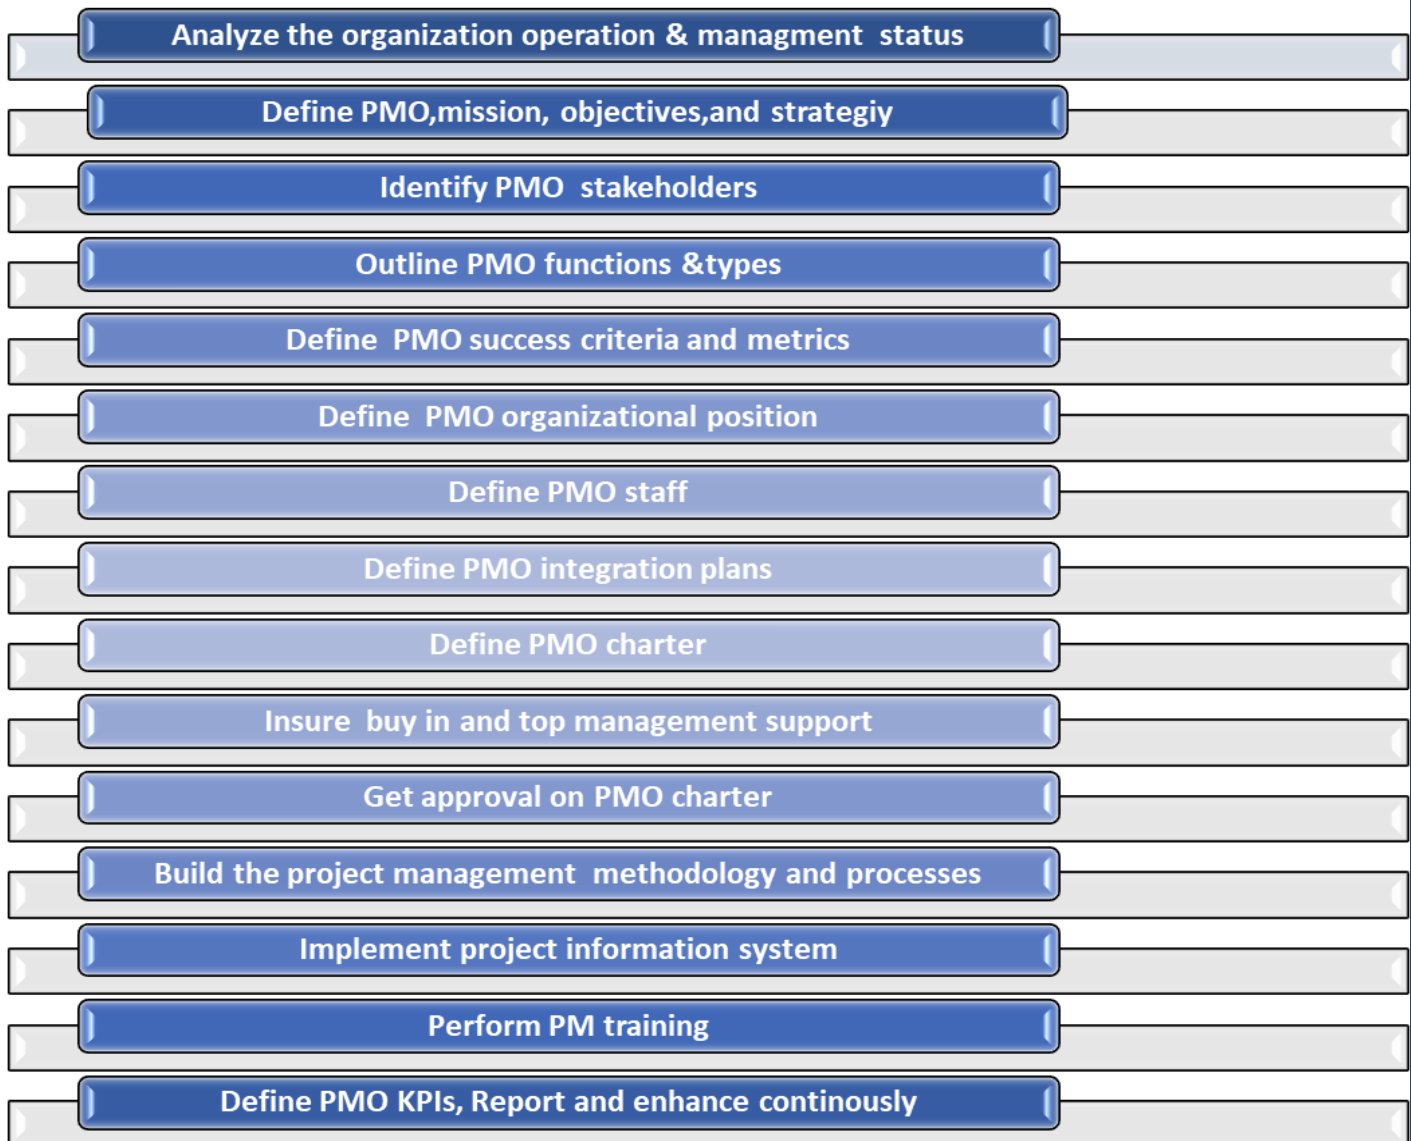 Analyze the organization operation & managment status
Define PMO,mission, objectives,and strategiy
Identify PMO stakeholders
Outline PMO functions &types
Define PMO success criteria and metrics
Define PMO organizational position
Define PMO staff
Define PMO integration plans
Define PMO charter
Insure buy in and top management support
Get approval on PMO charter
Build the project management methodology and processes
Implement project information system
Perform PM training
Define PMO KPIs, Report and enhance continously